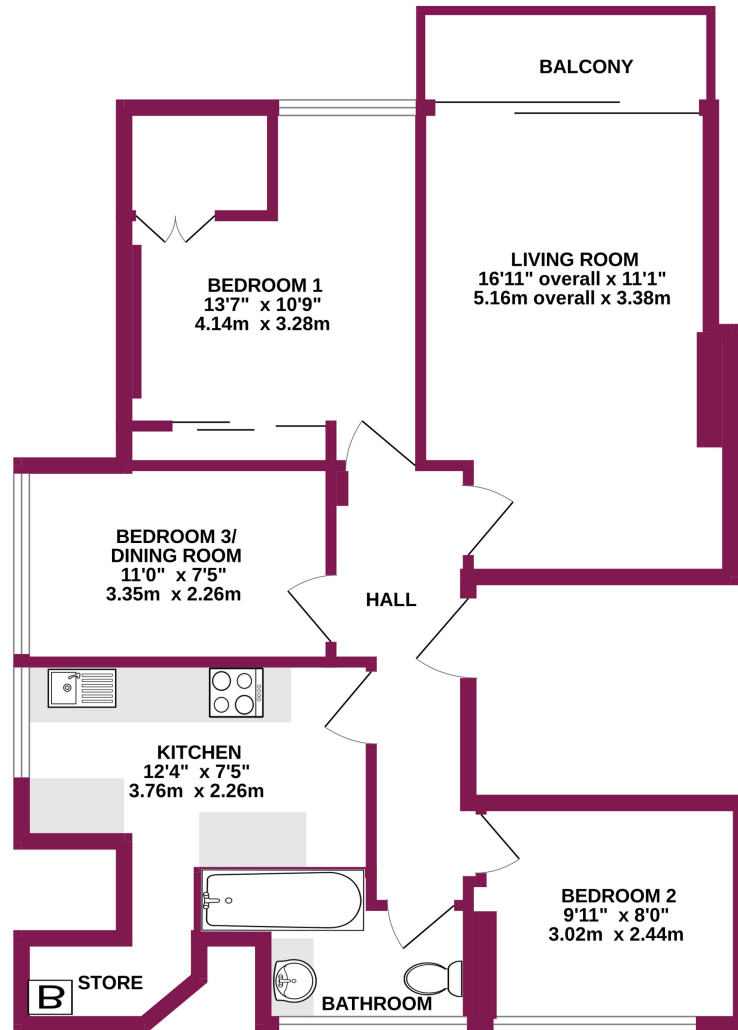 BALCONY
LIVING ROOM
16'11" overall x 11'1"
5.16m overall x 3.38m
BEDROOM 1
13'7" x 10'9"
4.14m x 3.28m
BEDROOM 3/
DINING ROOM
11'0" x 7'5"
3.35m x 2.26m
HALL
KITCHEN
12'4" x 7'5"
3.76m x 2.26m
BEDROOM 2
9'11" x 8'0"
3.02m x 2.44m
STORE
B
BATHROOM